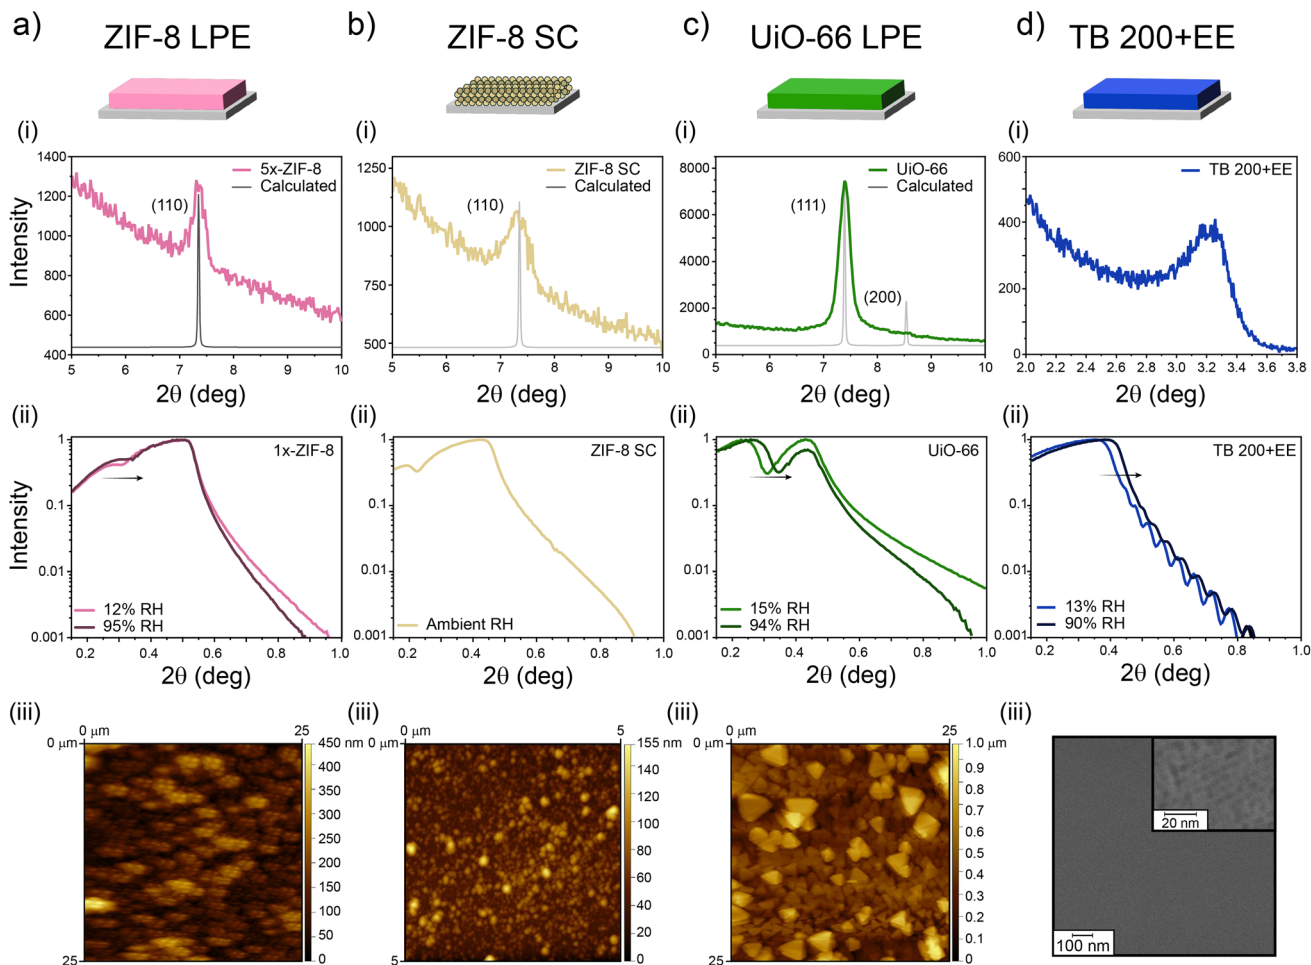 a) ZIF-8 LPE
b) ZIF-8 SC
c) UiO-66 LPE
d) TB 200+EE
(i)
1400
1200
1000
800
600
400
Intensity
5x-ZIF-8
Calculated
(110)
5 6 7 8 9 10
2θ (deg)
(i)
1250
1000
750
500
ZIF-8 SC
Calculated
(110)
5 6 7 8 9 10
2θ (deg)
(i)
8000
6000
4000
2000
0
UiO-66
Calculated
(111)
(200)
5 6 7 8 9 10
2θ (deg)
(i)
600
400
200
0
TB 200+EE
2.0 2.2 2.4 2.6 2.8 3.0 3.2 3.4 3.6 3.8
2θ (deg)
(ii)
1
0.1
0.01
0.001
Intensity
1x-ZIF-8
12% RH
95% RH
0.2 0.4 0.6 0.8 1.0
2θ (deg)
(ii)
1
0.1
0.01
0.001
ZIF-8 SC
Ambient RH
0.2 0.4 0.6 0.8 1.0
2θ (deg)
(ii)
1
0.1
0.01
0.001
UiO-66
15% RH
94% RH
0.2 0.4 0.6 0.8 1.0
2θ (deg)
(ii)
1
0.1
0.01
0.001
TB 200+EE
13% RH
90% RH
0.2 0.4 0.6 0.8 1.0
2θ (deg)
(iii)
0 μm 25
0 μm
25
450 nm
400
350
300
250
200
150
100
50
0
(iii)
0 μm 5
0 μm
5
155 nm
140
120
100
80
60
40
20
0
(iii)
0 μm 25
0 μm
25
1.0 μm
0.9
0.8
0.7
0.6
0.5
0.4
0.3
0.2
0.1
0
(iii)
20 nm
100 nm